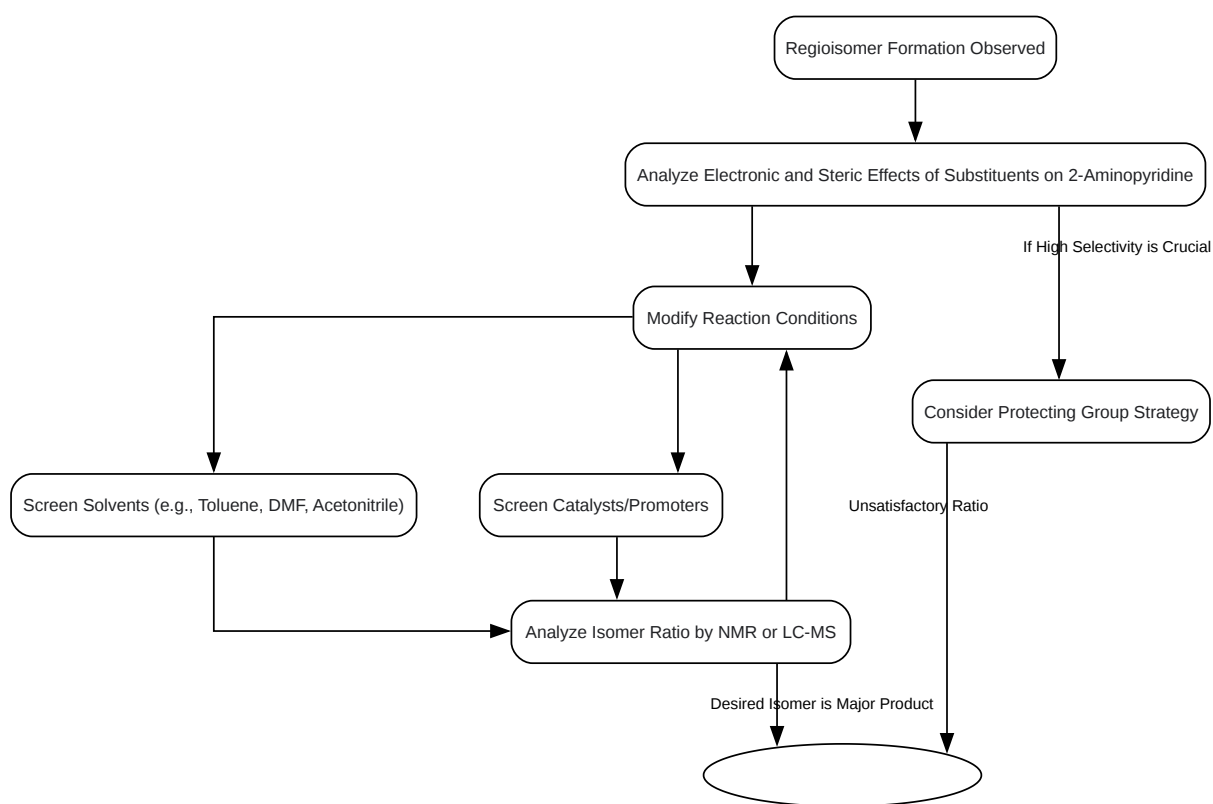 Regioisomer Formation Observed
Analyze Electronic and Steric Effects of Substituents on 2-Aminopyridine
If High Selectivity is Crucial
Modify Reaction Conditions
Consider Protecting Group Strategy
Screen Solvents (e.g., Toluene, DMF, Acetonitrile)
Screen Catalysts/Promoters
Unsatisfactory Ratio
Analyze Isomer Ratio by NMR or LC-MS
Desired Isomer is Major Product